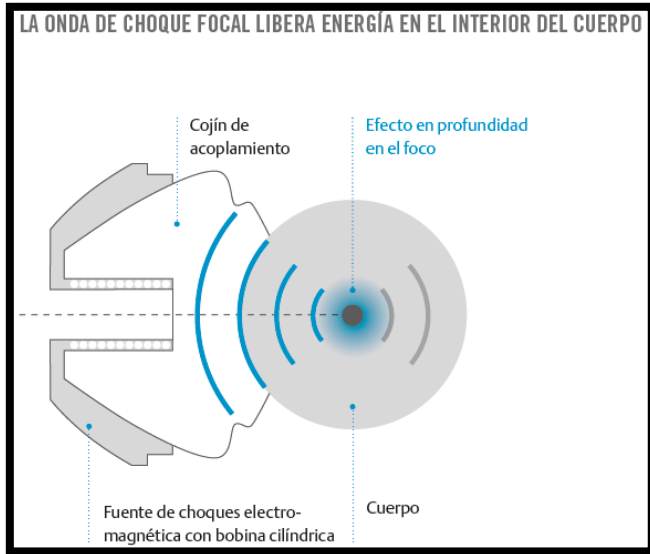 LA ONDA DE CHOQUE FOCAL LIBERA ENERGÍA EN EL INTERIOR DEL CUERPO
Cojín de
acoplamiento
Efecto en profundidad
en el foco
Fuente de choques electro-
magnética con bobina cilíndrica
Cuerpo